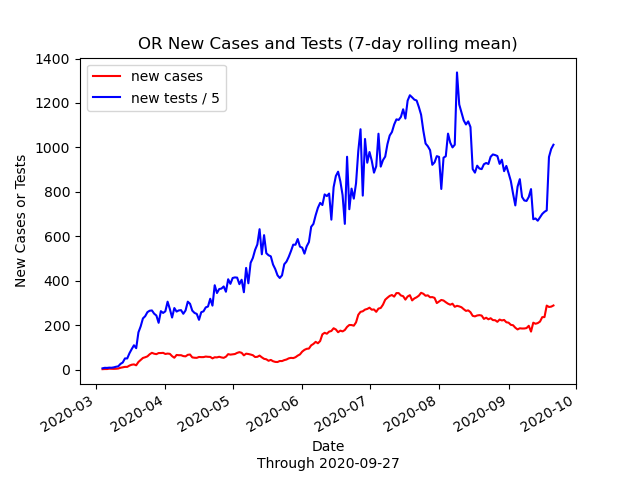 OR New Cases and Tests (7-day rolling mean)
new cases
new tests / 5
1400
1200
1000
800
600
400
200
0
New Cases or Tests
2020-03
2020-04
2020-05
2020-06
2020-07
2020-08
2020-09
2020-10
Date
Through 2020-09-27